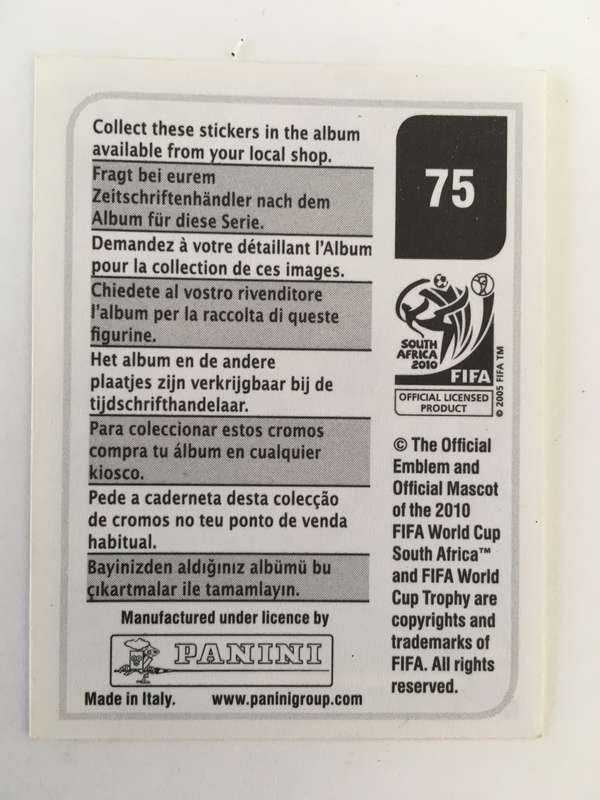 Collect these stickers in the album
available from your local shop.
Fragt bei eurem
Zeitschriftenhändler nach dem
Album für diese Serie.
Demandez à votre détaillant l'Album
pour la collection de ces images.
Chiedete al vostro rivenditore
l'album per la raccolta di queste
figurine.
Het album en de andere
plaatjes zijn verkrijgbaar bij de
tijdschrifthandelaar.
Para coleccionar estos cromos
compra tu álbum en cualquier
kiosco.
Pede a caderneta desta colecção
de cromos no teu ponto de venda
habitual.
Bayinizden aldığınız albümü bu
çıkartmalar ile tamamlayın.
Manufactured under licence by
PANINI
Made in Italy. www.paninigroup.com
75
SOUTH
AFRICA
2010
FIFA
OFFICIAL LICENSED
PRODUCT
© 2005 FIFA TM
© The Official
Emblem and
Official Mascot
of the 2010
FIFA World Cup
South Africa™
and FIFA World
Cup Trophy are
copyrights and
trademarks of
FIFA. All rights
reserved.